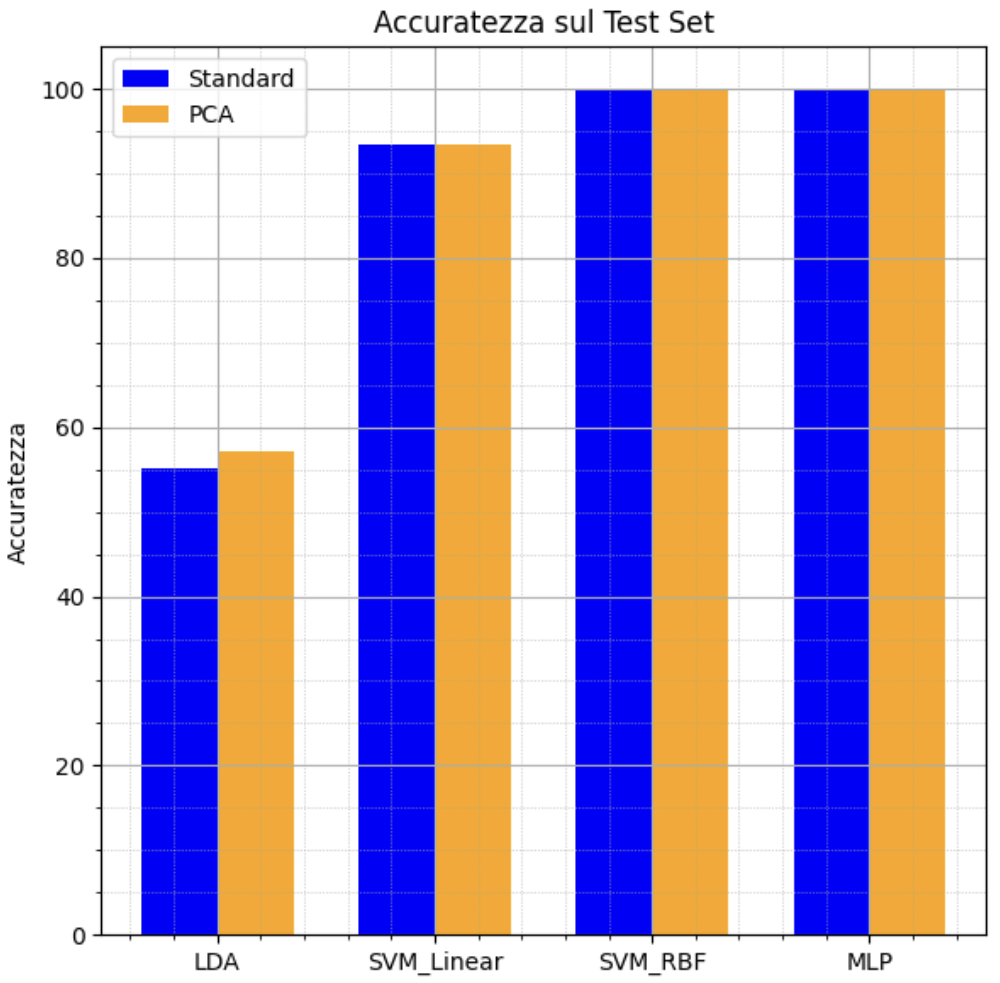 Accuratezza sul Test Set
Standard
PCA
100
80
60
40
20
0
Accuratezza
LDA
SVM_Linear
SVM_RBF
MLP